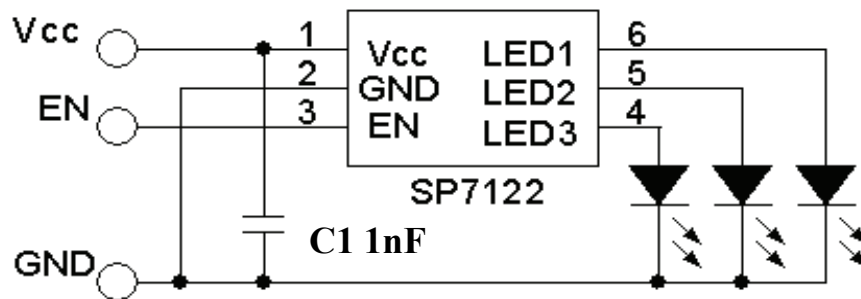 Vcc 1 Vcc LED1 6
2 GND LED2 5
EN 3 EN LED3 4
SP7122
C1 1nF
GND